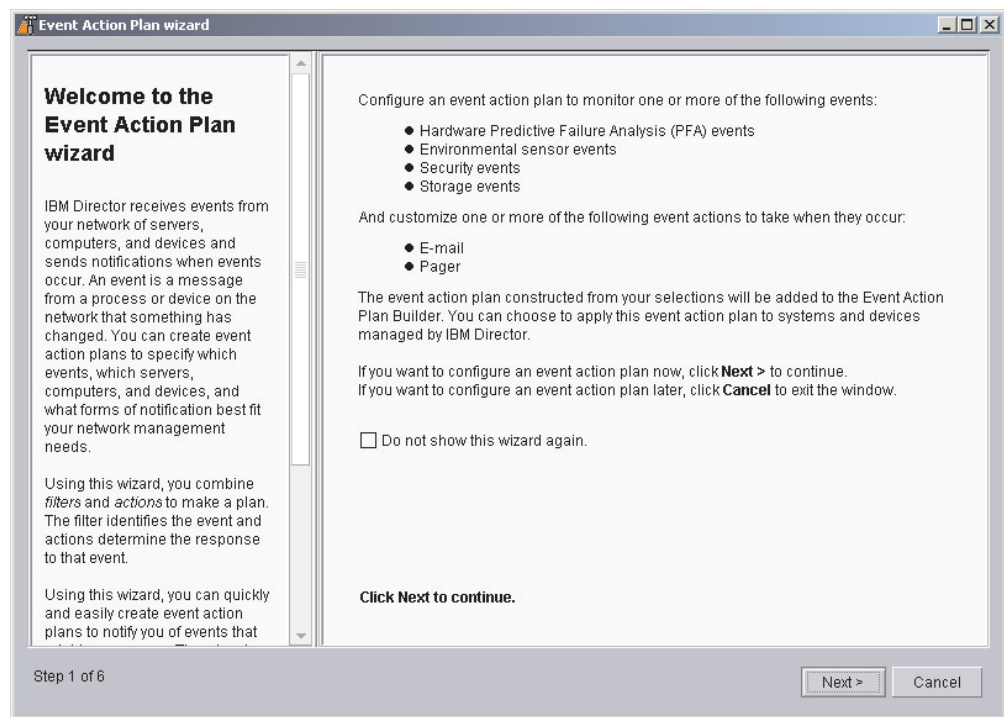 Event Action Plan wizard
Welcome to the
Event Action Plan
wizard
IBM Director receives events from
your network of servers,
computers, and devices and
sends notifications when events
occur. An event is a message
from a process or device on the
network that something has
changed. You can create event
action plans to specify which
events, which servers,
computers, and devices, and
what forms of notification best fit
your network management
needs.
Using this wizard, you combine
filters and actions to make a plan.
The filter identifies the event and
actions determine the response
to that event.
Using this wizard, you can quickly
and easily create event action
plans to notify you of events that
Configure an event action plan to monitor one or more of the following events:
● Hardware Predictive Failure Analysis (PFA) events
● Environmental sensor events
● Security events
● Storage events
And customize one or more of the following event actions to take when they occur:
● E-mail
● Pager
The event action plan constructed from your selections will be added to the Event Action
Plan Builder. You can choose to apply this event action plan to systems and devices
managed by IBM Director.
If you want to configure an event action plan now, click Next > to continue.
If you want to configure an event action plan later, click Cancel to exit the window.
Do not show this wizard again.
Click Next to continue.
Step 1 of 6
Next >
Cancel